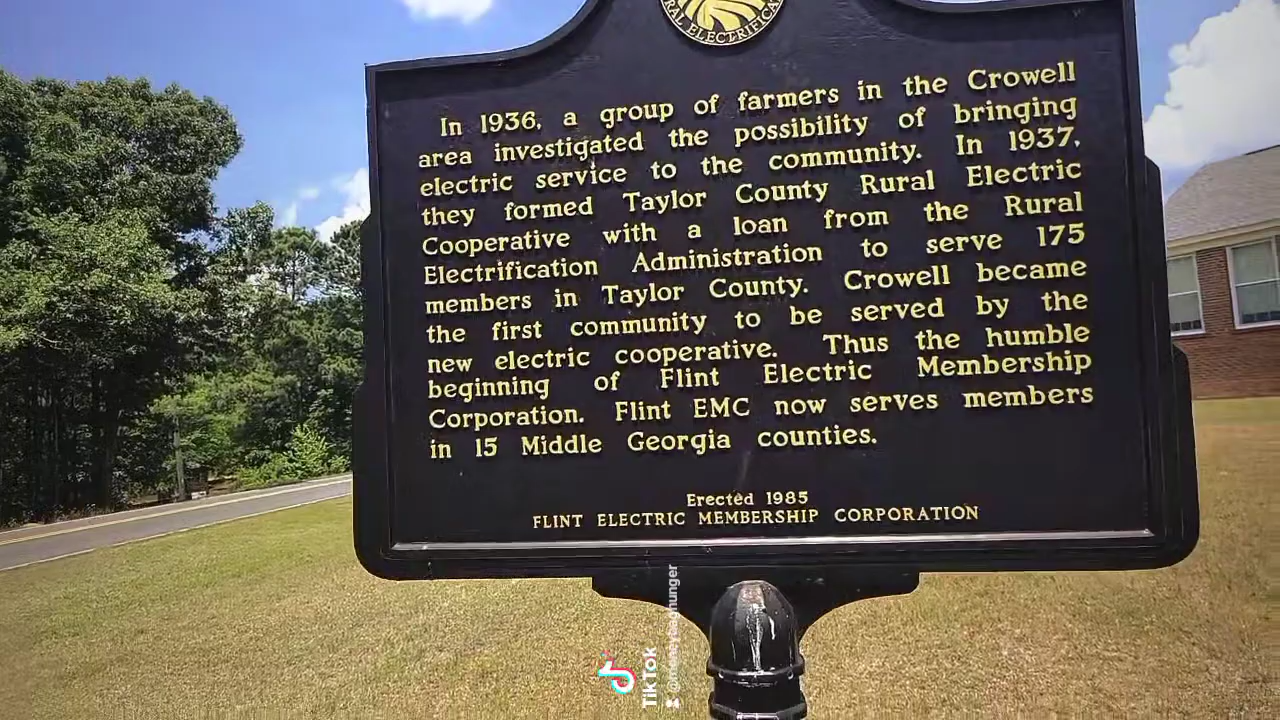 RAL ELECTRIFICA
In 1936, a group of farmers in the Crowell
area investigated the possibility of bringing
electric service to the community. In 1937,
they formed Taylor County Rural Electric
Cooperative with a loan from the Rural
Electrification Administration to serve 175
members in Taylor County. Crowell became
the first community to be served by the
new electric cooperative. Thus the humble
beginning of Flint Electric Membership
Corporation. Flint EMC now serves members
in 15 Middle Georgia counties.
Erected 1985
FLINT ELECTRIC MEMBERSHIP CORPORATION
TikTok